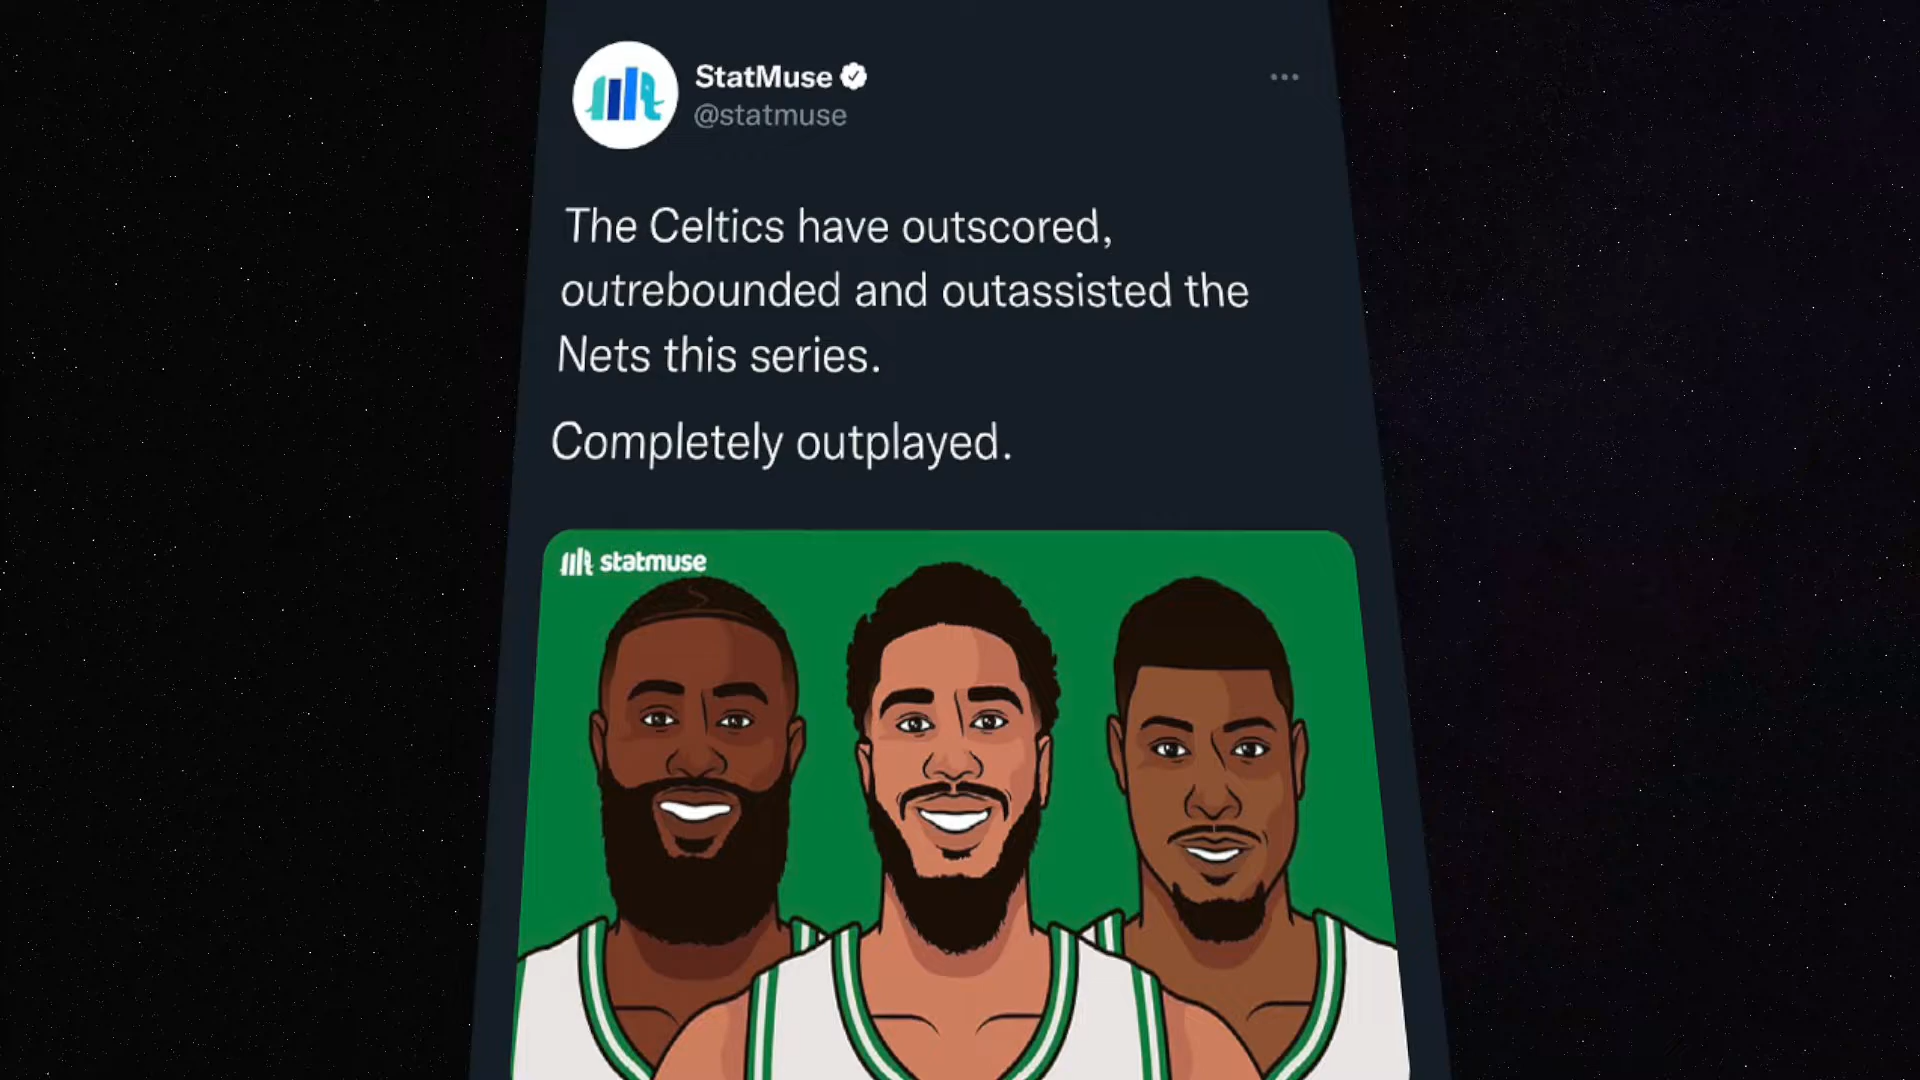 StatMuse
@statmuse
The Celtics have outscored,
outrebounded and outassisted the
Nets this series.
Completely outplayed.
statmuse